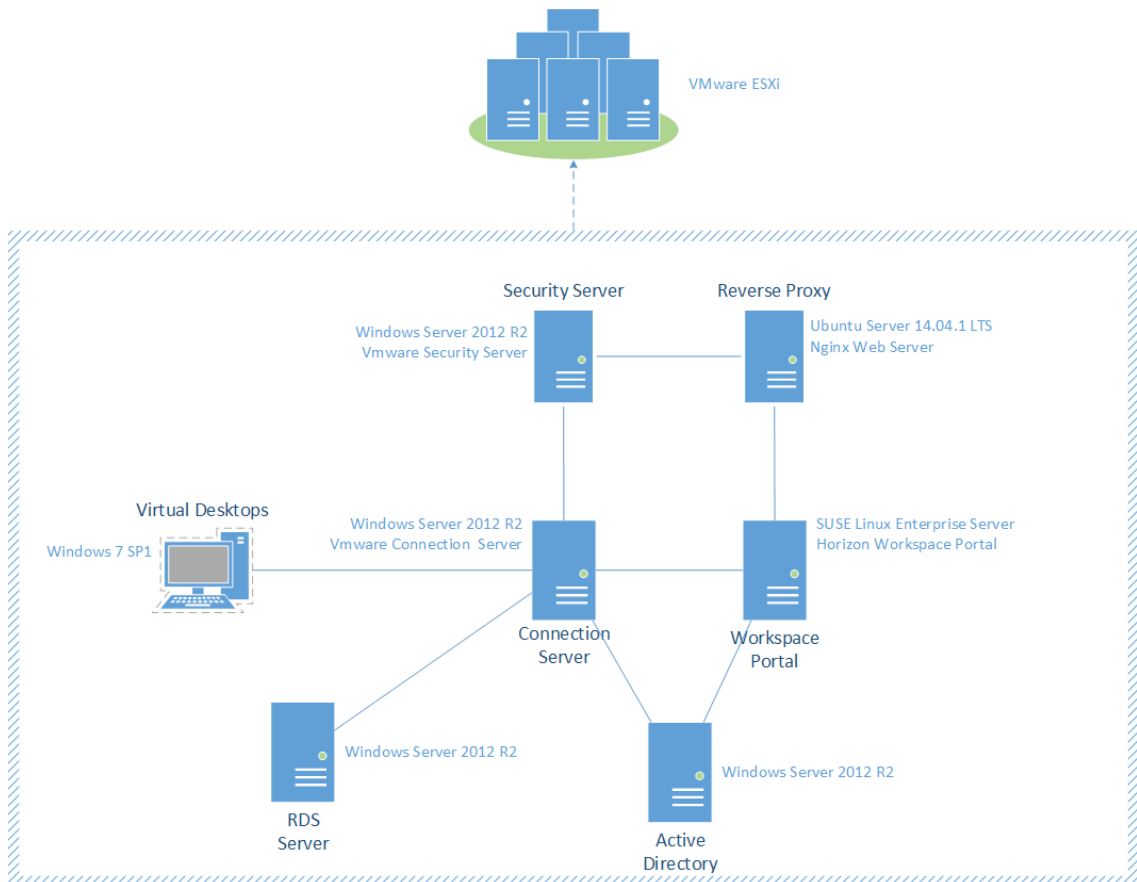 VMware ESXi
Security Server
Reverse Proxy
Windows Server 2012 R2
Vmware Security Server
Ubuntu Server 14.04.1 LTS
Nginx Web Server
Virtual Desktops
Windows 7 SP1
Windows Server 2012 R2
Vmware Connection Server
SUSE Linux Enterprise Server
Horizon Workspace Portal
Connection
Server
Workspace
Portal
Windows Server 2012 R2
RDS
Server
Windows Server 2012 R2
Active
Directory